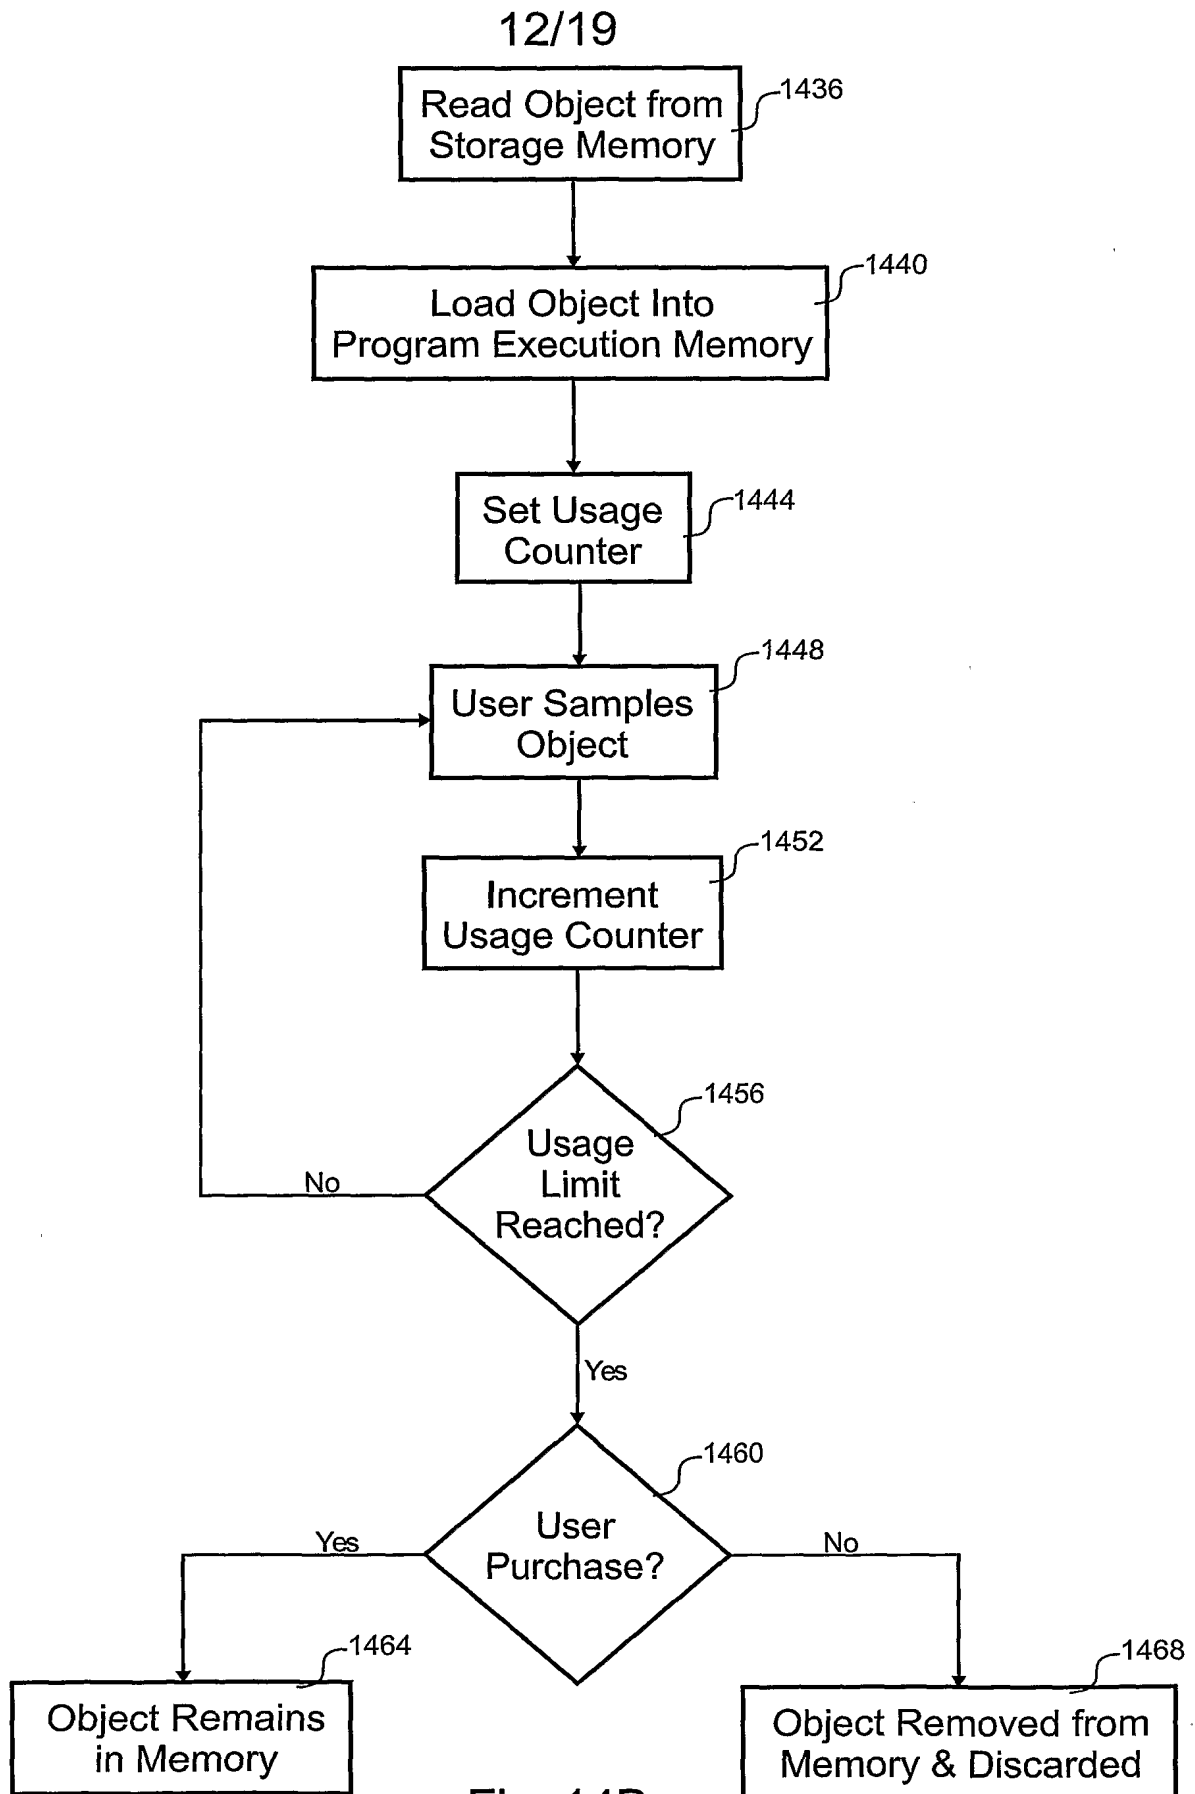 12/19
Read Object from
Storage Memory
1436
Load Object Into
Program Execution Memory
1440
Set Usage
Counter
1444
User Samples
Object
1448
Increment
Usage Counter
1452
Usage
Limit
Reached?
1456
No
Yes
User
Purchase?
1460
Yes
No
Object Remains
in Memory
1464
Object Removed from
Memory & Discarded
1468